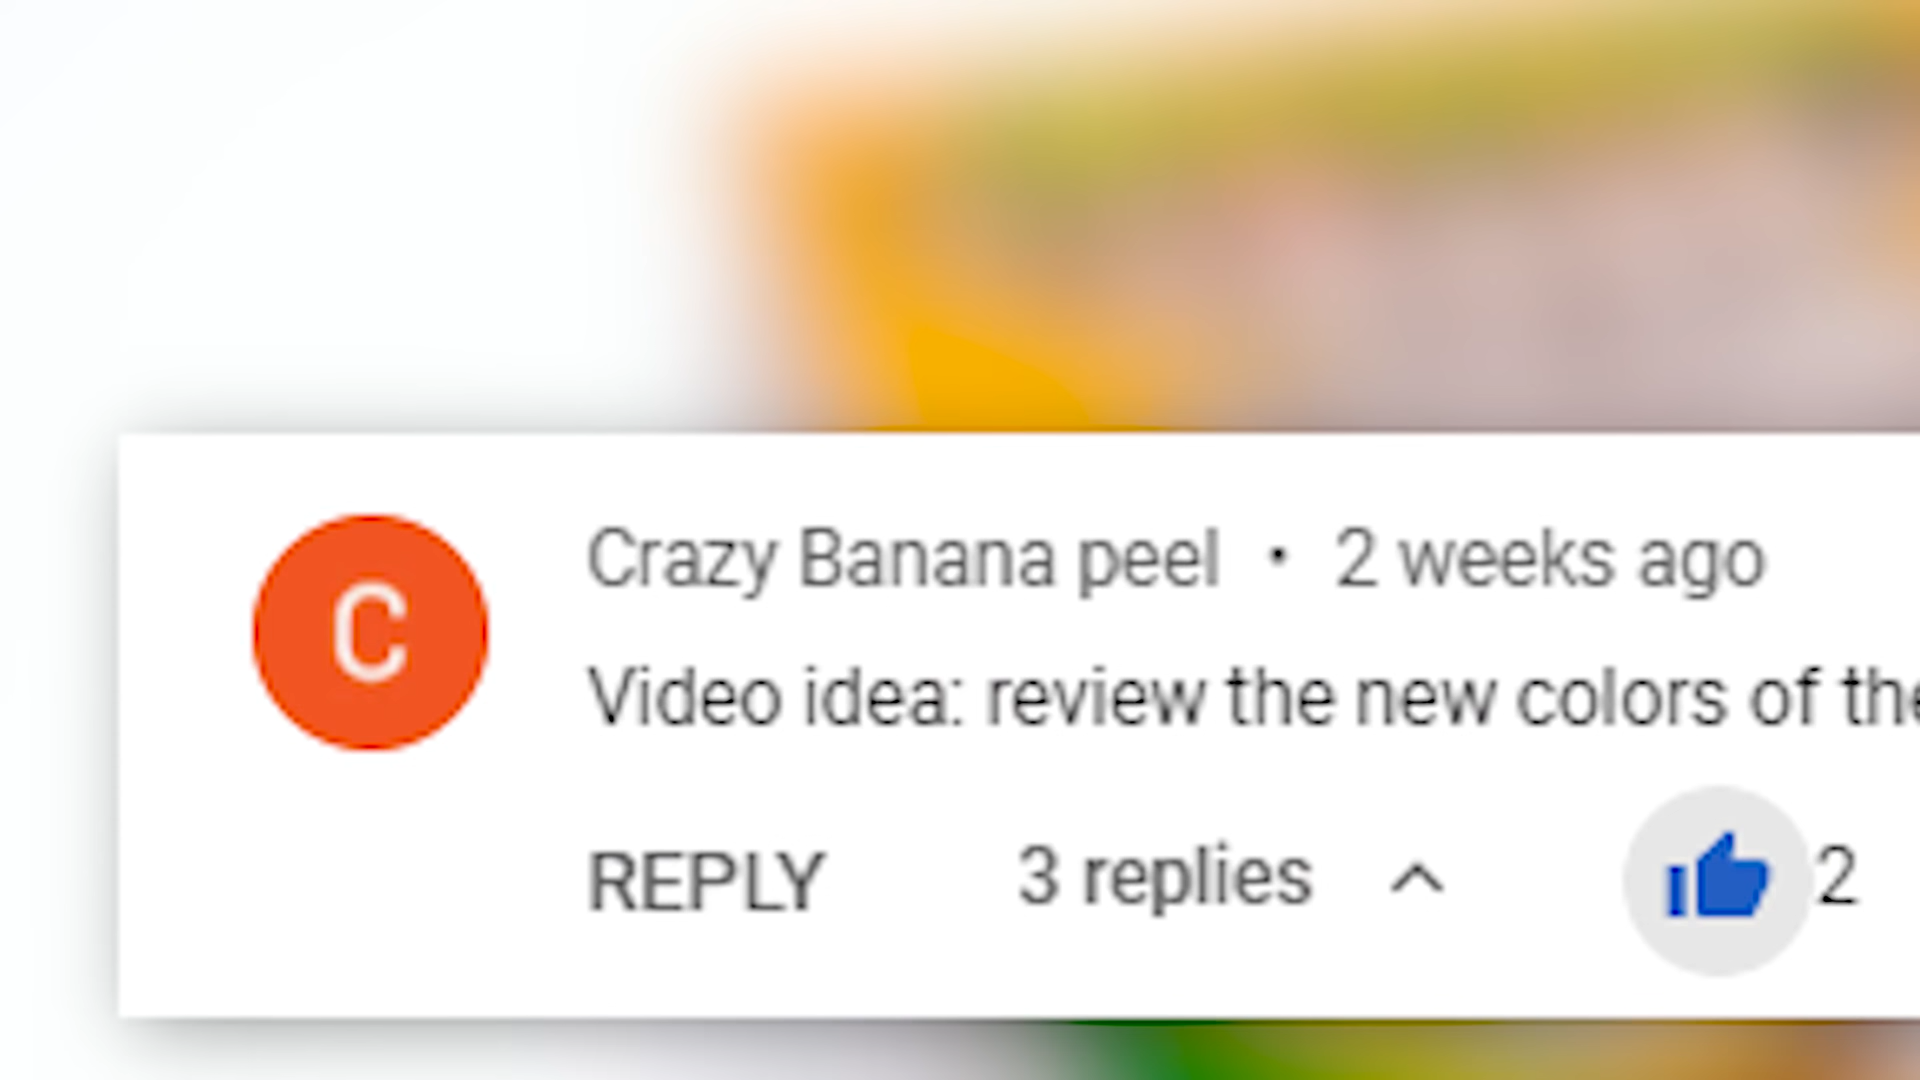 C
Crazy Banana peel • 2 weeks ago
Video idea: review the new colors of the
REPLY 3 replies 2